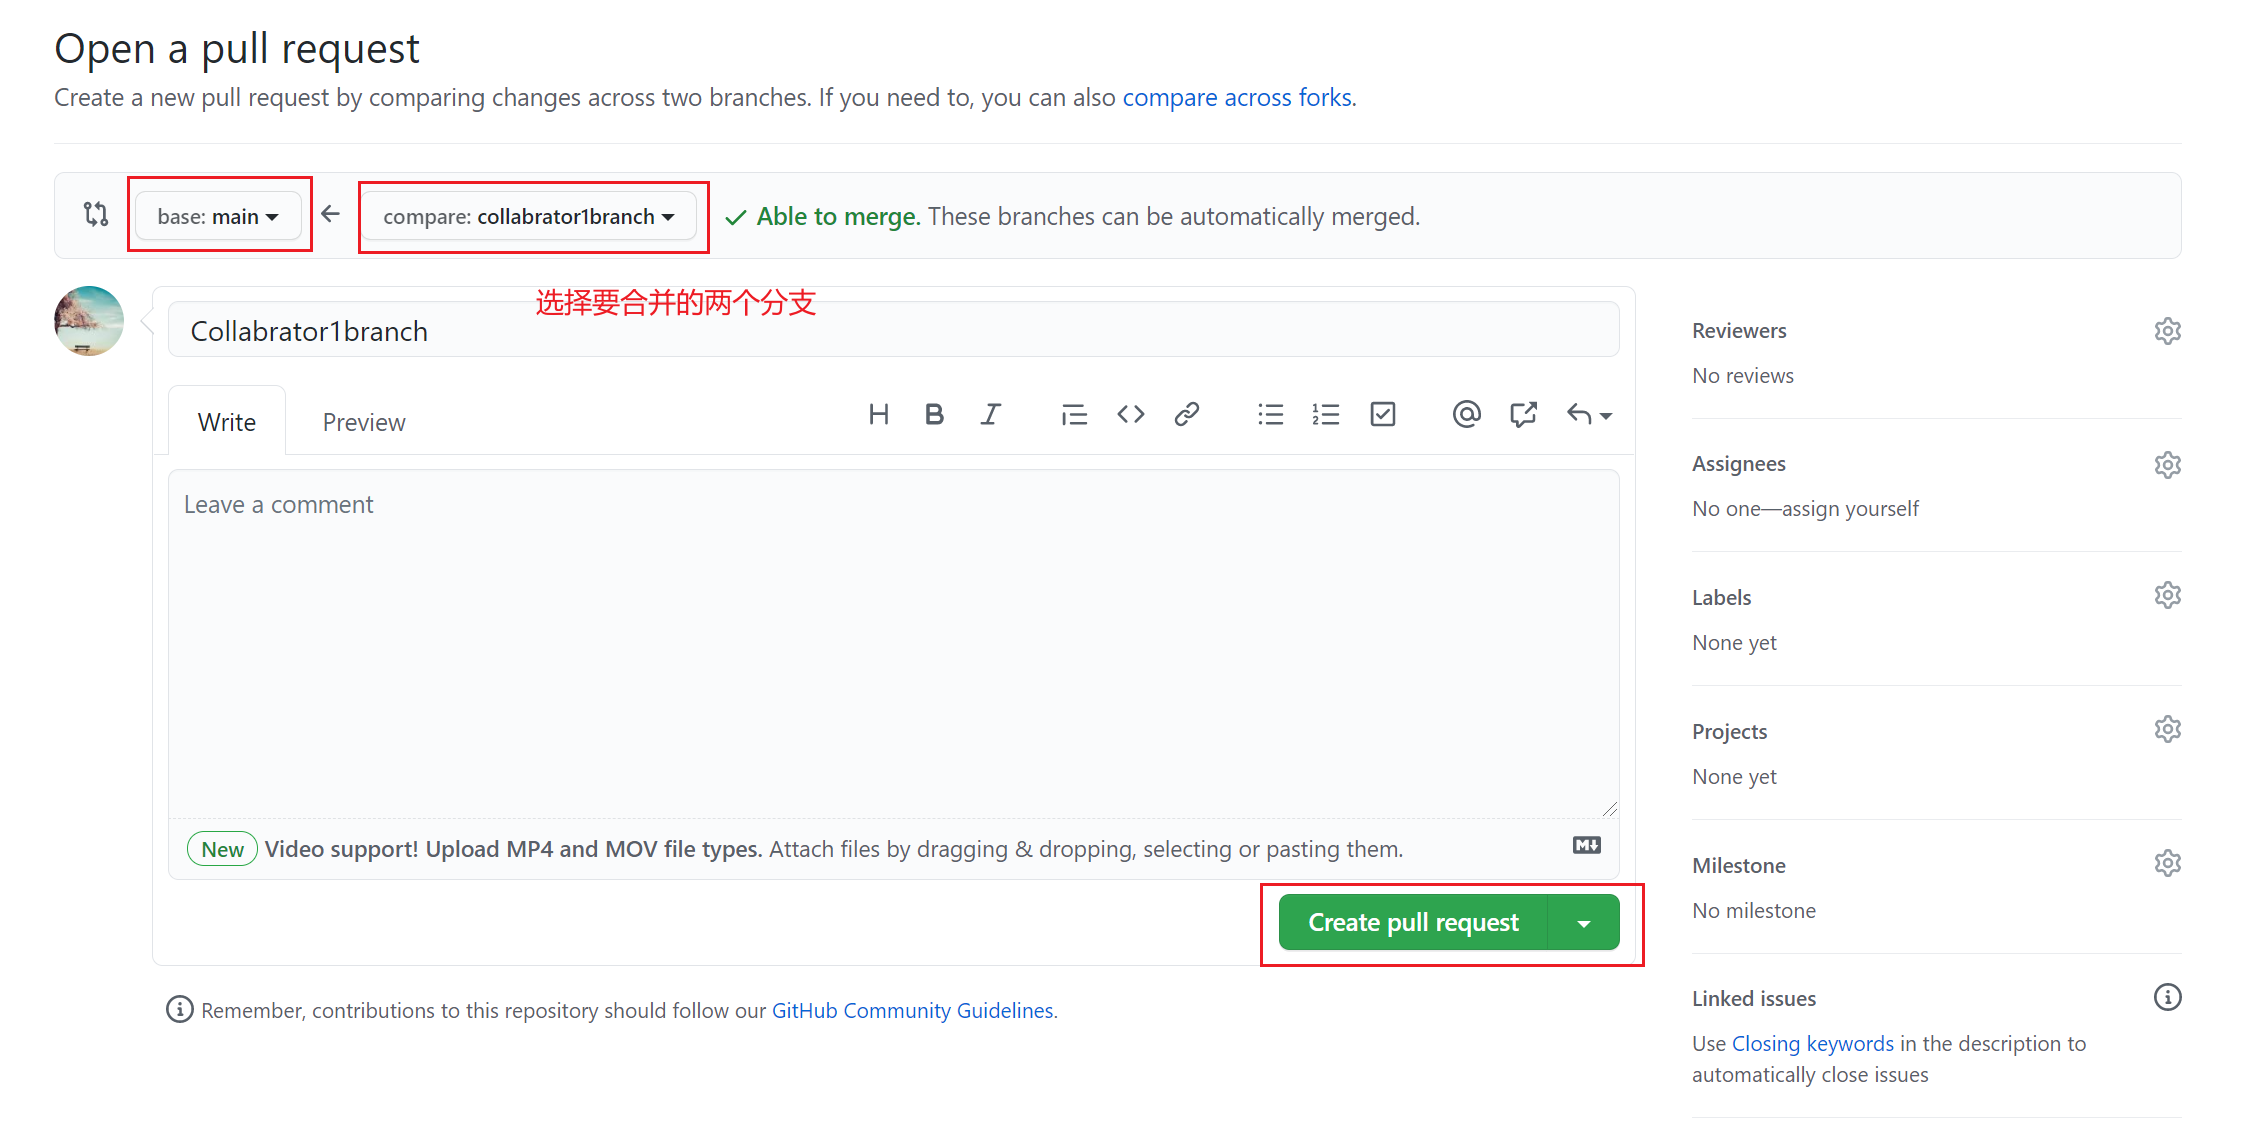 Open a pull request
Create a new pull request by comparing changes across two branches. If you need to, you can also compare across forks.
base: main
compare: collabrator1branch
Able to merge. These branches can be automatically merged.
选择要合并的两个分支
Collabrator1branch
Write
Preview
Leave a comment
New Video support! Upload MP4 and MOV file types. Attach files by dragging & dropping, selecting or pasting them.
Create pull request
Remember, contributions to this repository should follow our GitHub Community Guidelines.
Reviewers
No reviews
Assignees
No one—assign yourself
Labels
None yet
Projects
None yet
Milestone
No milestone
Linked issues
Use Closing keywords in the description to
automatically close issues